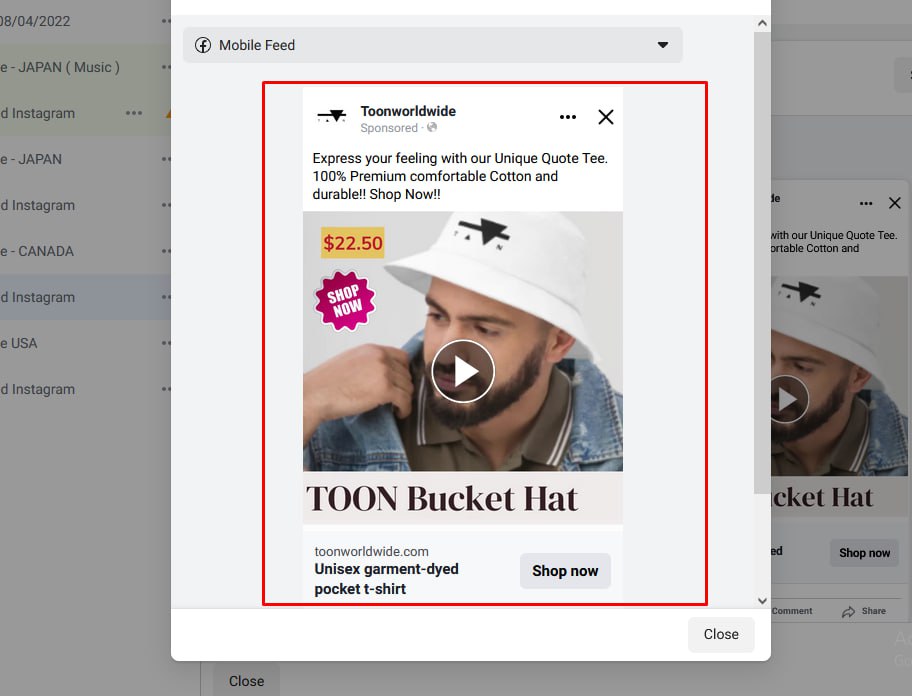 08/04/2022
e - JAPAN ( Music )
d Instagram
e - JAPAN
d Instagram
e - CANADA
d Instagram
e USA
d Instagram
Mobile Feed
Toonworldwide
Sponsored ·
Express your feeling with our Unique Quote Tee.
100% Premium comfortable Cotton and
durable!! Shop Now!!
$22.50
SHOP
NOW
TOON
TOON Bucket Hat
toonworldwide.com
Unisex garment-dyed
pocket t-shirt
Shop now
Close
Close
de
with our Unique Quote Tee.
ortable Cotton and
cket Hat
ed
Shop now
Comment
Share